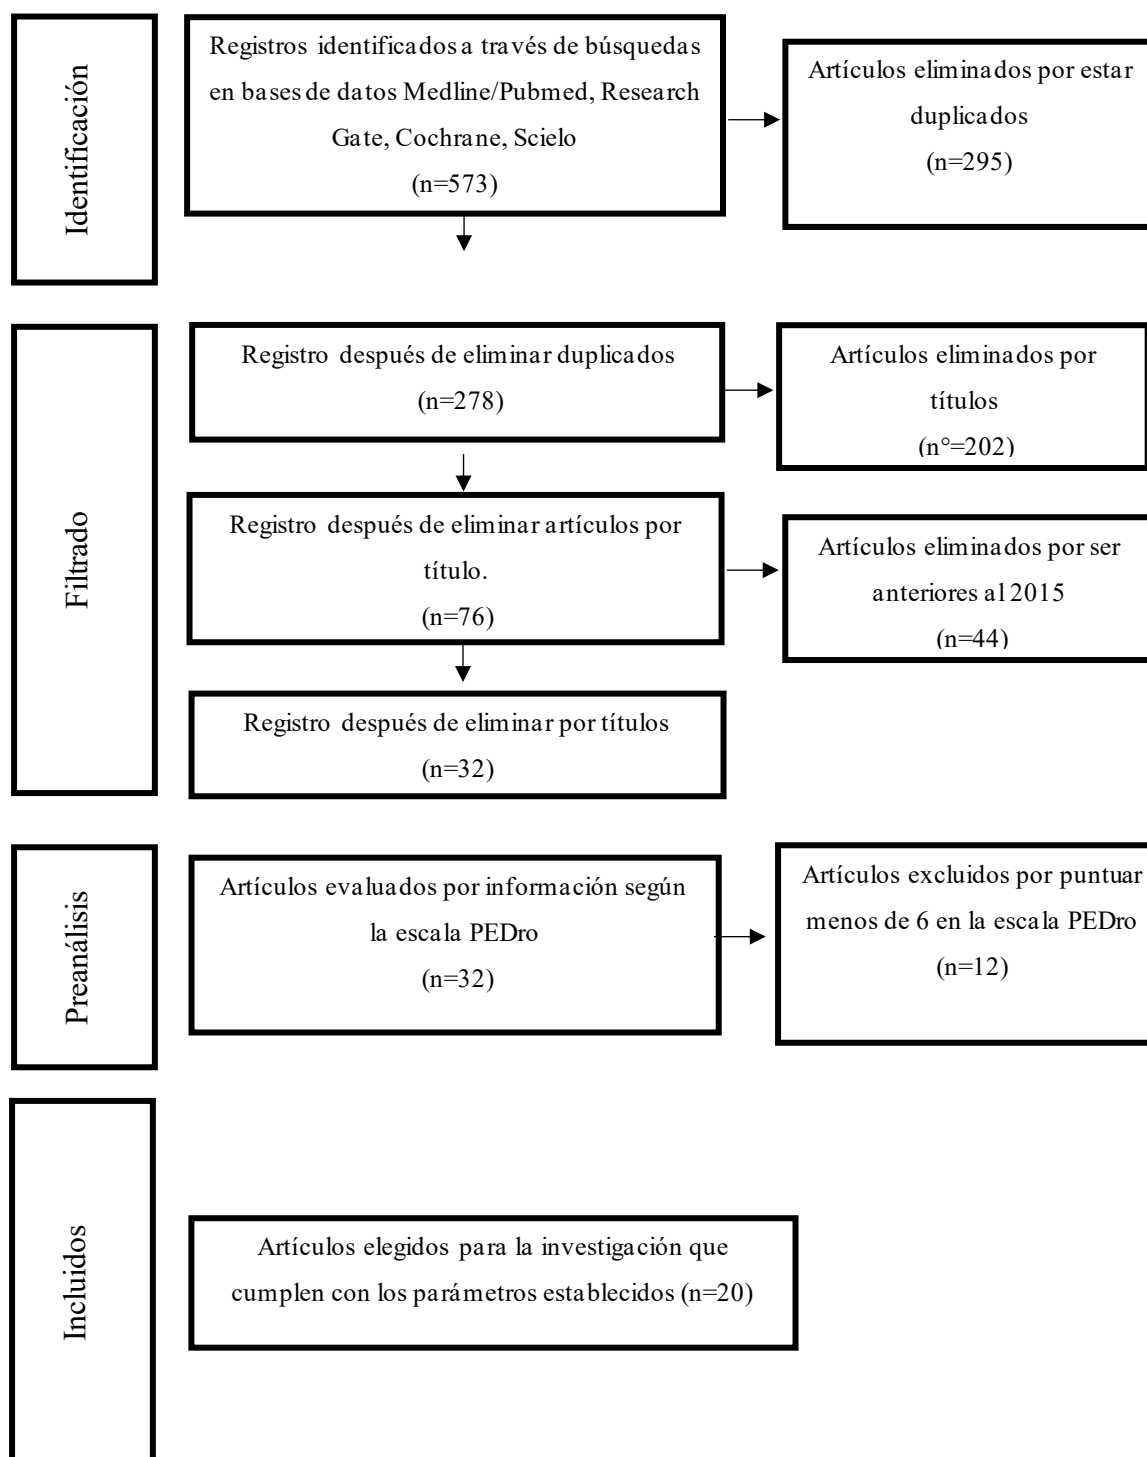 Identificación
Registros identificados a través de búsquedas
en bases de datos Medline/Pubmed, Research
Gate, Cochrane, Scielo
(n=573)
Artículos eliminados por estar
duplicados
(n=295)
Filtrado
Registro después de eliminar duplicados
(n=278)
Artículos eliminados por
títulos
(n°=202)
Registro después de eliminar artículos por
título.
(n=76)
Artículos eliminados por ser
anteriores al 2015
(n=44)
Registro después de eliminar por títulos
(n=32)
Preanálisis
Artículos evaluados por información según
la escala PEDro
(n=32)
Artículos excluidos por puntuar
menos de 6 en la escala PEDro
(n=12)
Incluidos
Artículos elegidos para la investigación que
cumplen con los parámetros establecidos (n=20)